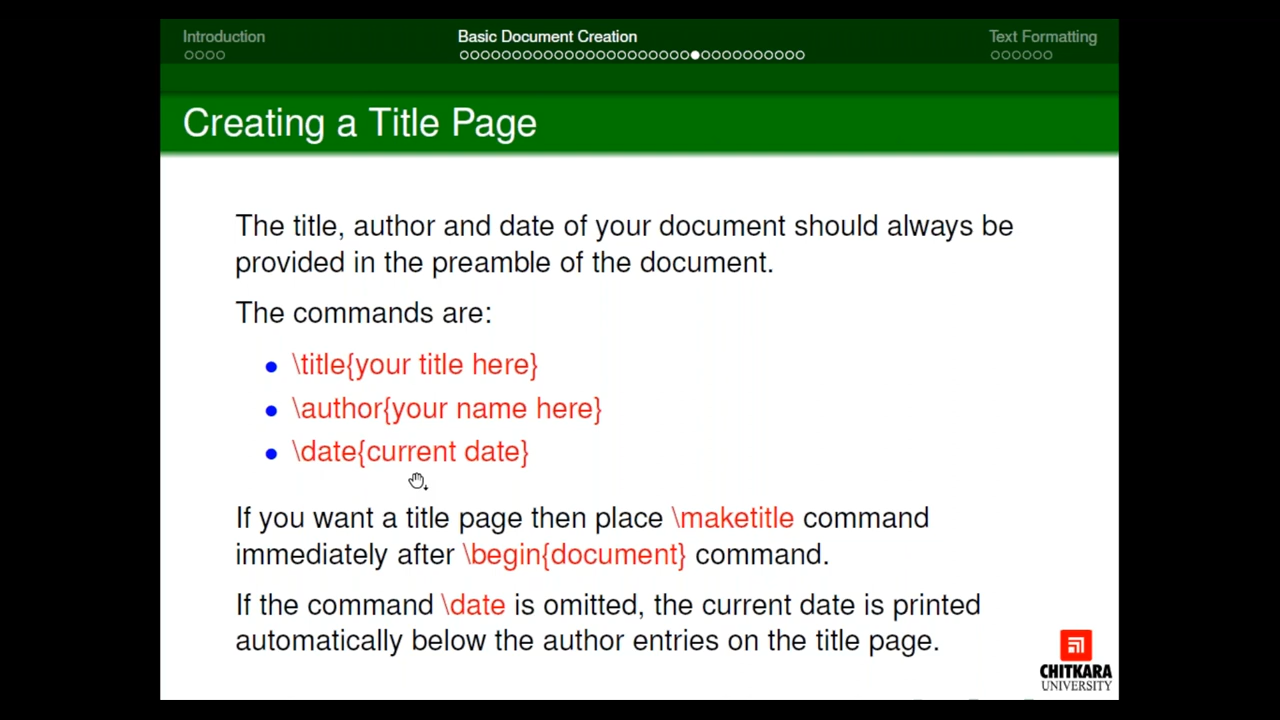 Introduction
Basic Document Creation
Text Formatting
Creating a Title Page
The title, author and date of your document should always be
provided in the preamble of the document.
The commands are:
• \title{your title here}
• \author{your name here}
• \date{current date}
If you want a title page then place \maketitle command
immediately after \begin{document} command.
If the command \date is omitted, the current date is printed
automatically below the author entries on the title page.
CHITKARA
UNIVERSITY